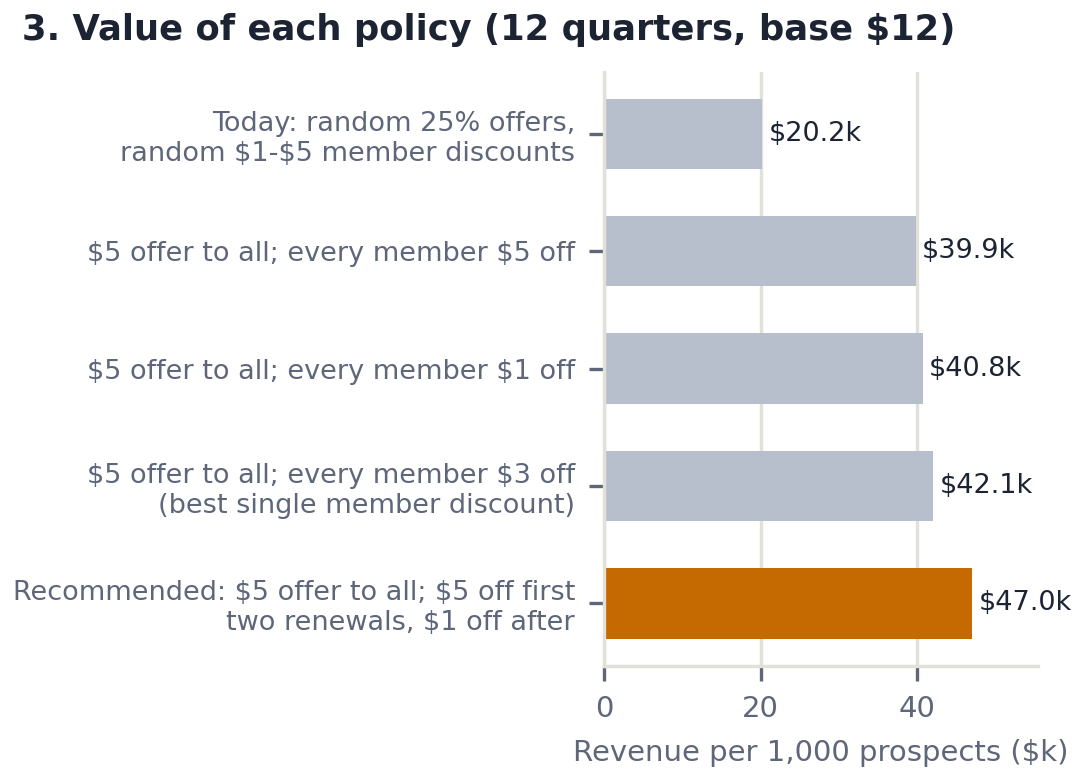 3. Value of each policy (12 quarters, base $12)
Today: random 25% offers,
random $1-$5 member discounts
$20.2k
$5 offer to all; every member $5 off
$39.9k
$5 offer to all; every member $1 off
$40.8k
$5 offer to all; every member $3 off
(best single member discount)
$42.1k
Recommended: $5 offer to all; $5 off first
two renewals, $1 off after
$47.0k
0 20 40
Revenue per 1,000 prospects ($k)